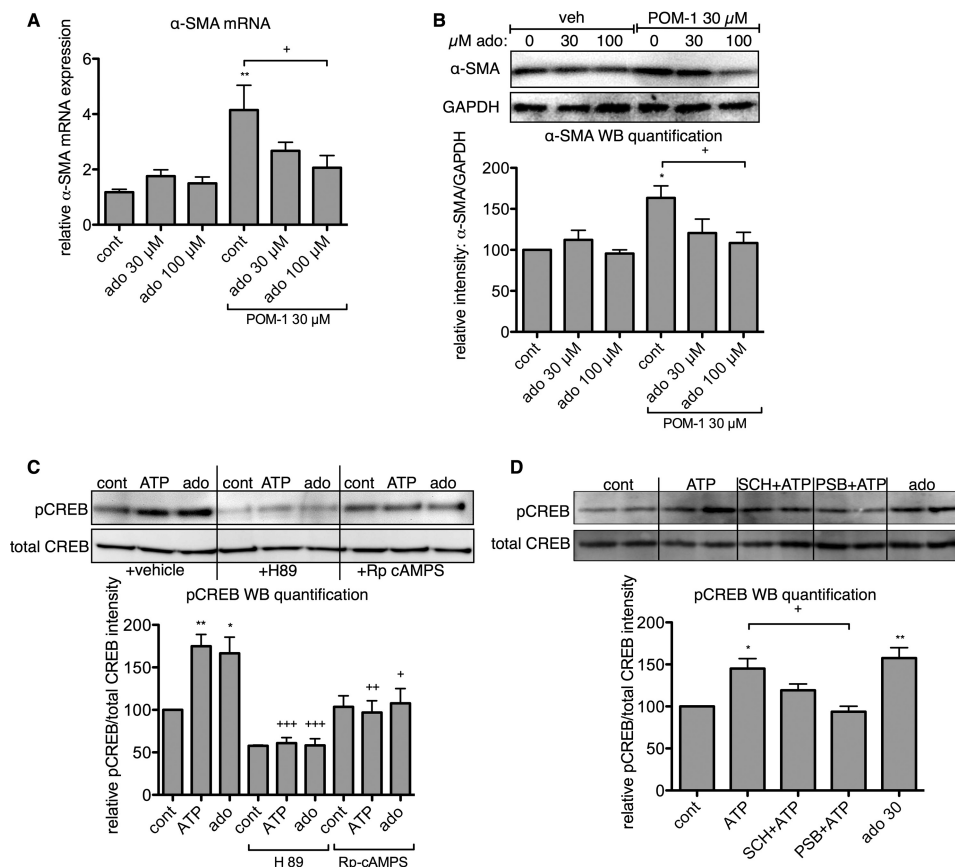 A
α-SMA mRNA
relative α-SMA mRNA expression
6
4
2
0
**
+
cont
ado 30 µM
ado 100 µM
cont
ado 30 µM
ado 100 µM
POM-1 30 µM
B
veh POM-1 30 µM
µM ado: 0 30 100 0 30 100
α-SMA
GAPDH
α-SMA WB quantification
relative intensity: α-SMA/GAPDH
200
150
100
50
0
*
+
cont
ado 30 µM
ado 100 µM
cont
ado 30 µM
ado 100 µM
POM-1 30 µM
C
cont ATP ado cont ATP ado cont ATP ado
pCREB
total CREB
+vehicle +H89 +Rp cAMPS
pCREB WB quantification
relative pCREB/total CREB intensity
200
150
100
50
0
** * +++ +++ ++ +
cont
ATP
ado
cont
ATP
ado
cont
ATP
ado
H 89 Rp-cAMPS
D
cont ATP SCH+ATP PSB+ATP ado
pCREB
total CREB
pCREB WB quantification
relative pCREB/total CREB intensity
200
150
100
50
0
* + **
cont
ATP
SCH+ATP
PSB+ATP
ado 30